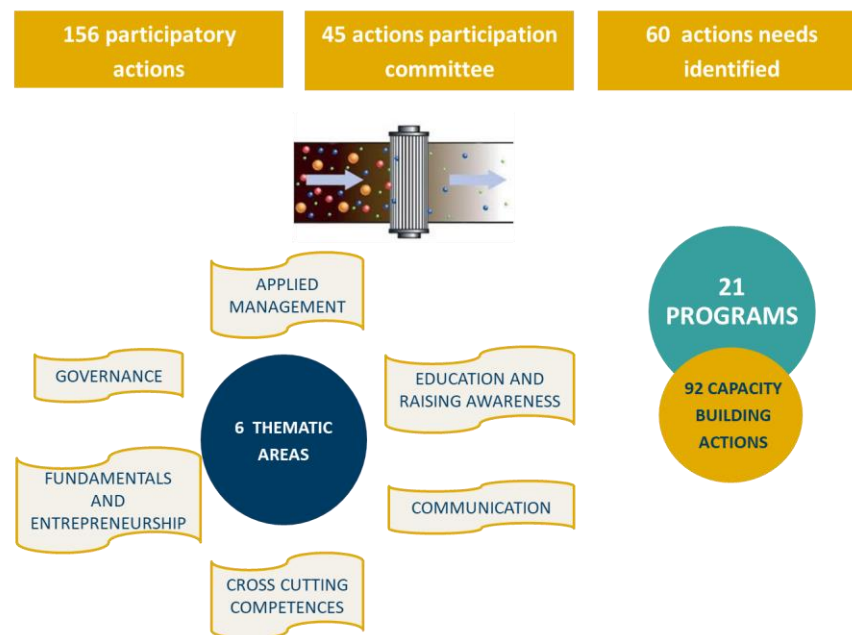 156 participatory
actions
45 actions participation
committee
60 actions needs
identified
APPLIED
MANAGEMENT
GOVERNANCE
EDUCATION AND
RAISING AWARENESS
6 THEMATIC
AREAS
FUNDAMENTALS
AND
ENTREPRENEURSHIP
COMMUNICATION
CROSS CUTTING
COMPETENCES
21
PROGRAMS
92 CAPACITY
BUILDING
ACTIONS